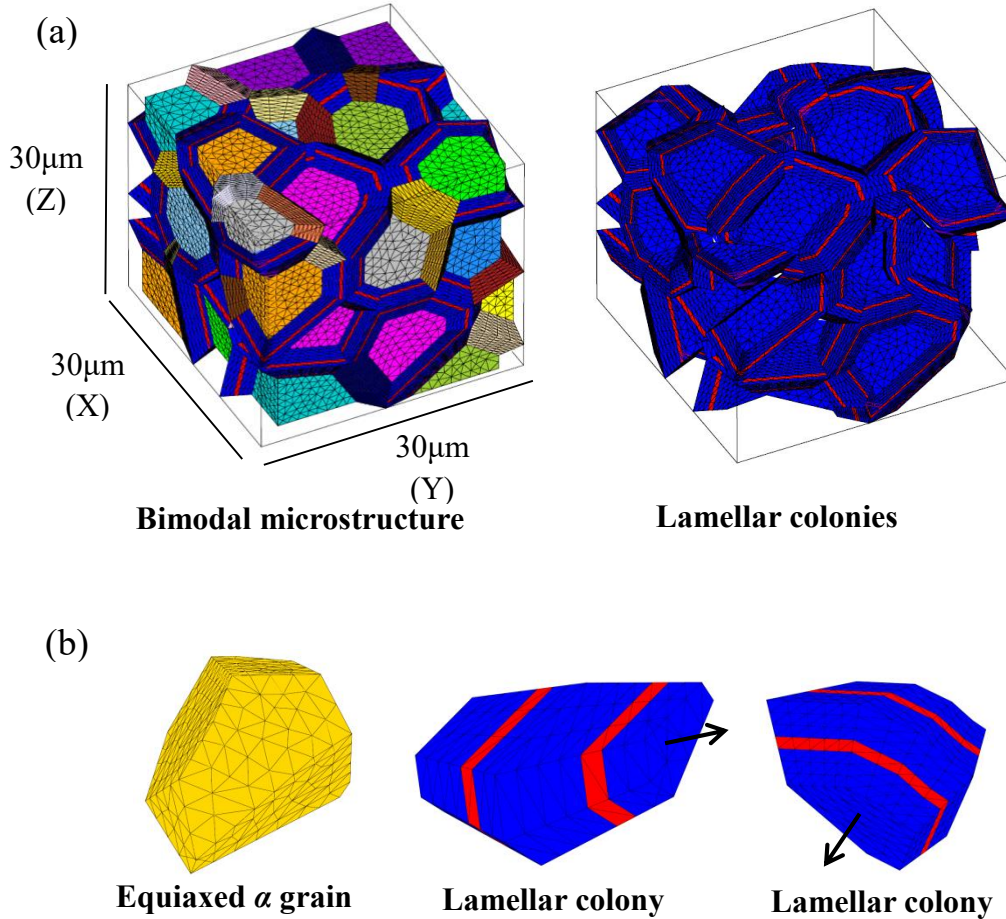 (a)
30μm
(Z)
30μm
(X)
30μm
(Y)
Bimodal microstructure
Lamellar colonies
(b)
Equiaxed α grain
Lamellar colony
Lamellar colony